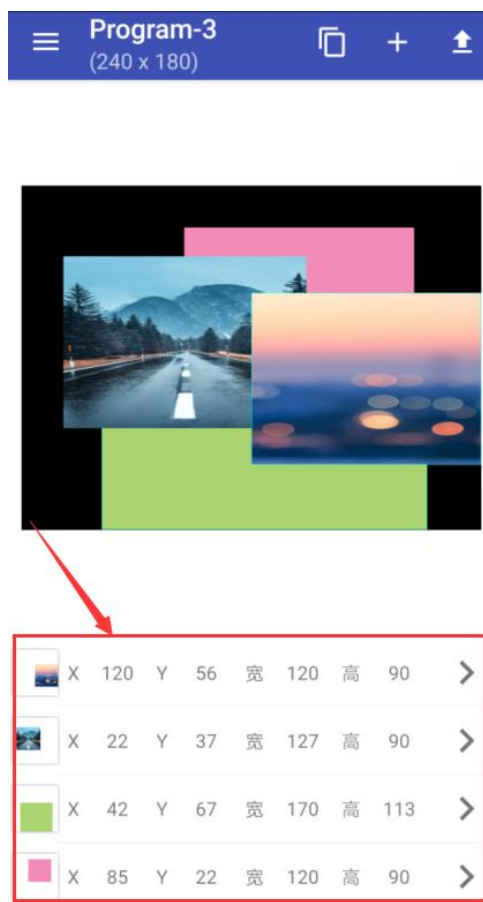 Program-3
(240 x 180)
X 120 Y 56 宽 120 高 90
X 22 Y 37 宽 127 高 90
X 42 Y 67 宽 170 高 113
X 85 Y 22 宽 120 高 90